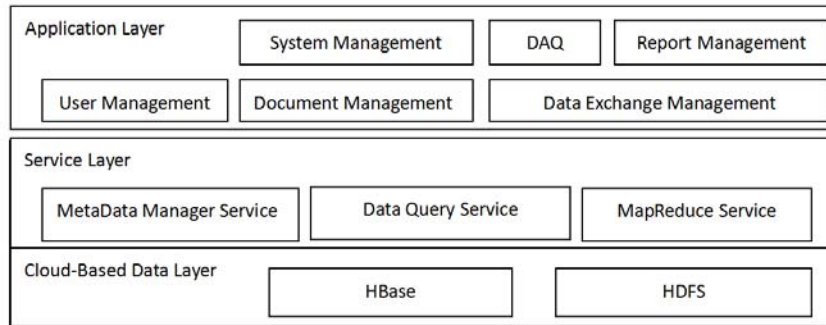 Application Layer
System Management
DAQ
Report Management
User Management
Document Management
Data Exchange Management
Service Layer
MetaData Manager Service
Data Query Service
MapReduce Service
Cloud-Based Data Layer
HBase
HDFS